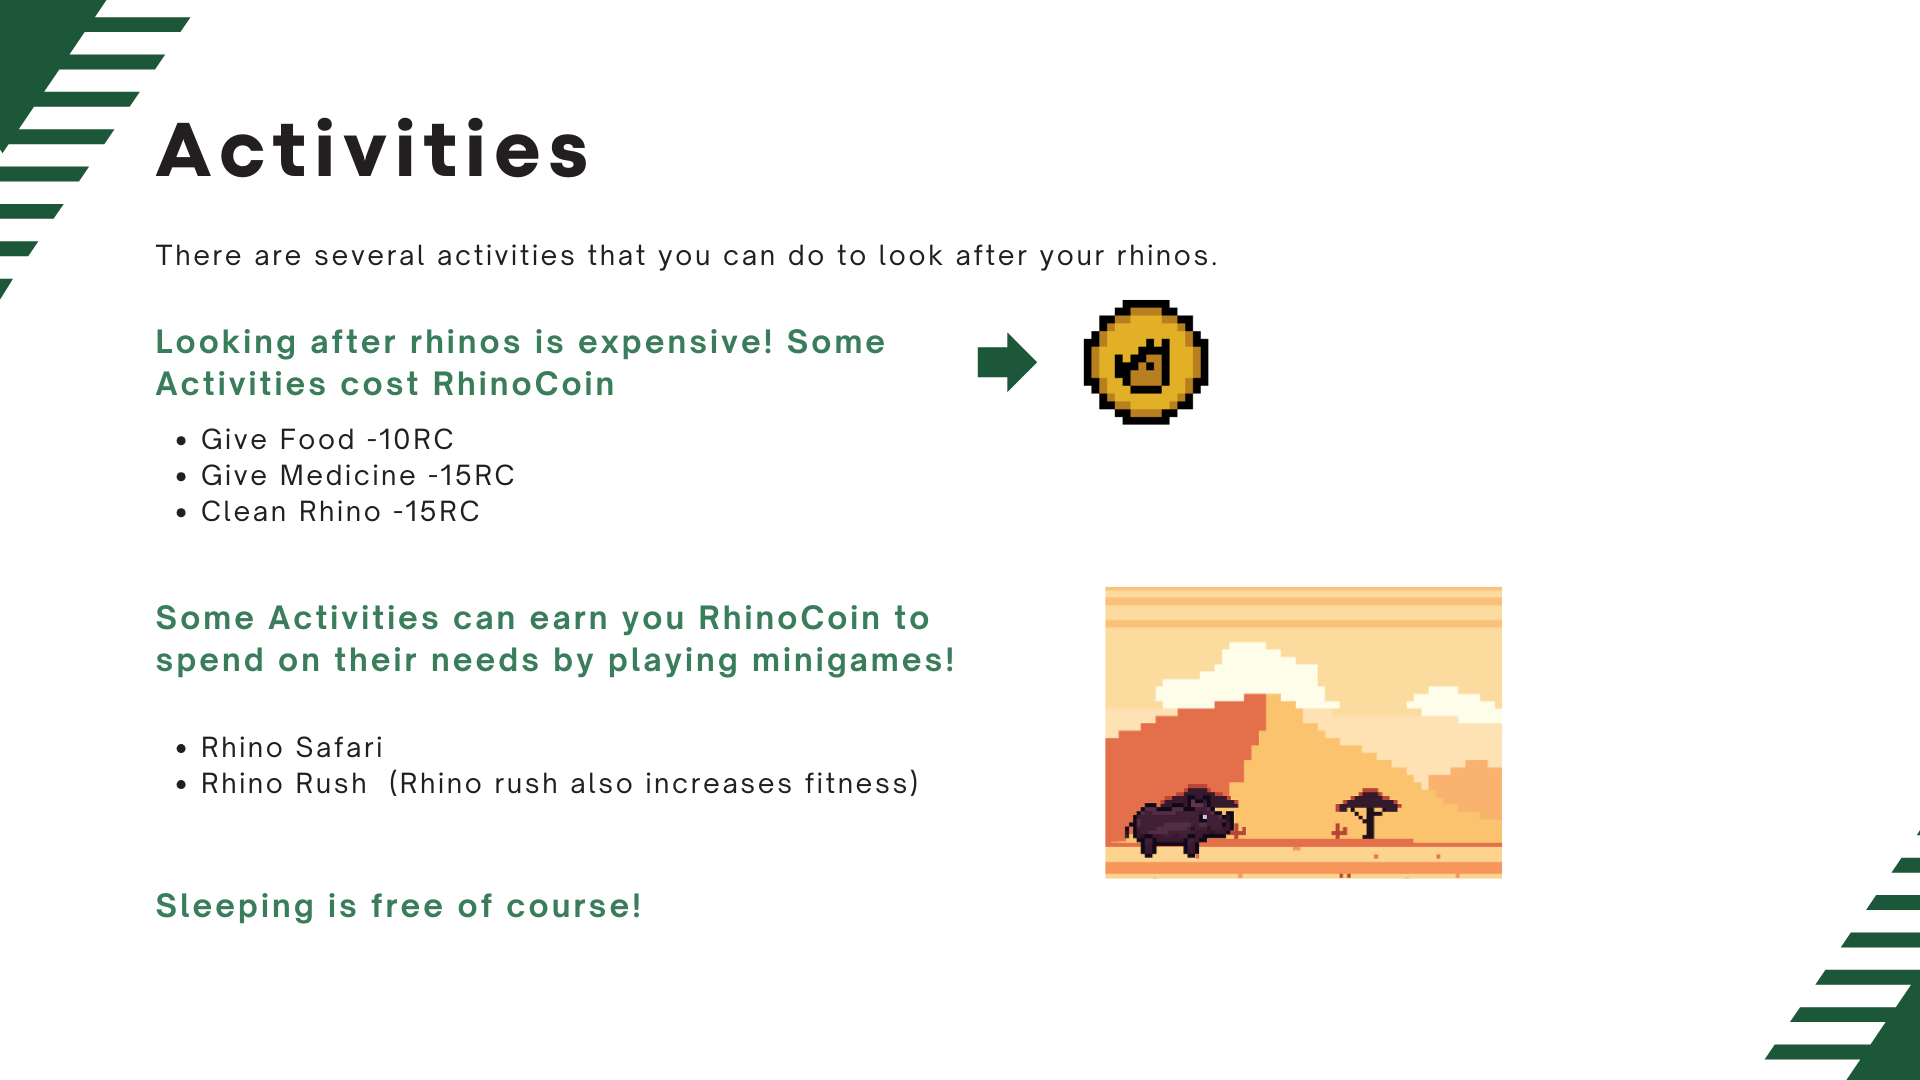 Activities
There are several activities that you can do to look after your rhinos.
Looking after rhinos is expensive! Some
Activities cost RhinoCoin
• Give Food -10RC
• Give Medicine -15RC
• Clean Rhino -15RC
Some Activities can earn you RhinoCoin to
spend on their needs by playing minigames!
• Rhino Safari
• Rhino Rush  (Rhino rush also increases fitness)
Sleeping is free of course!